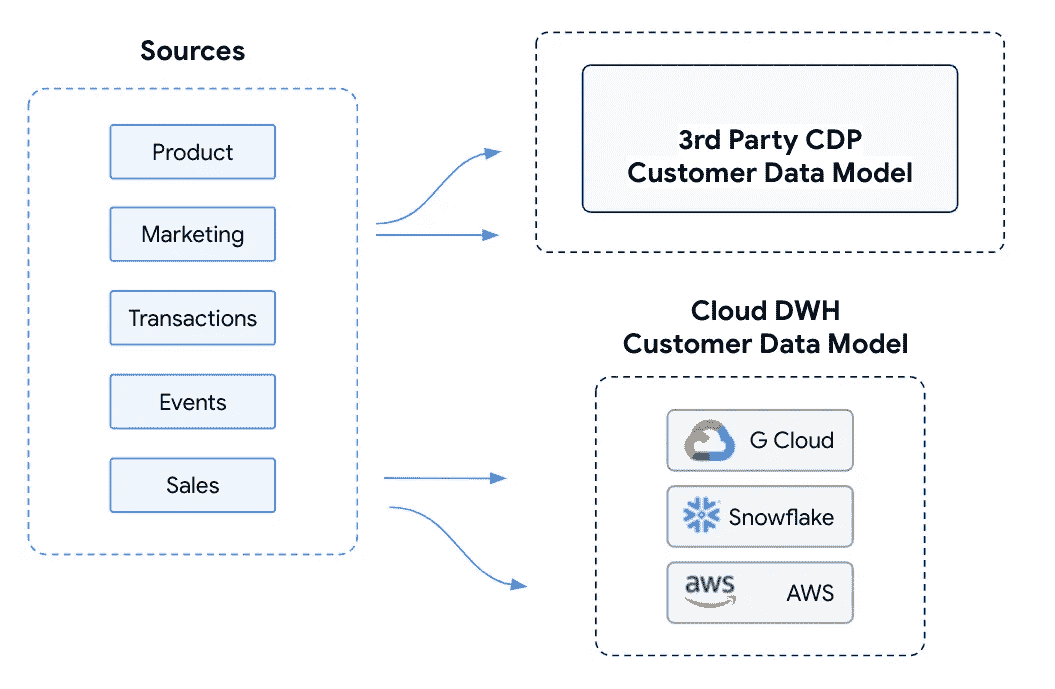 Sources
Product
Marketing
Transactions
Events
Sales
3rd Party CDP
Customer Data Model
Cloud DWH
Customer Data Model
G Cloud
Snowflake
aws AWS